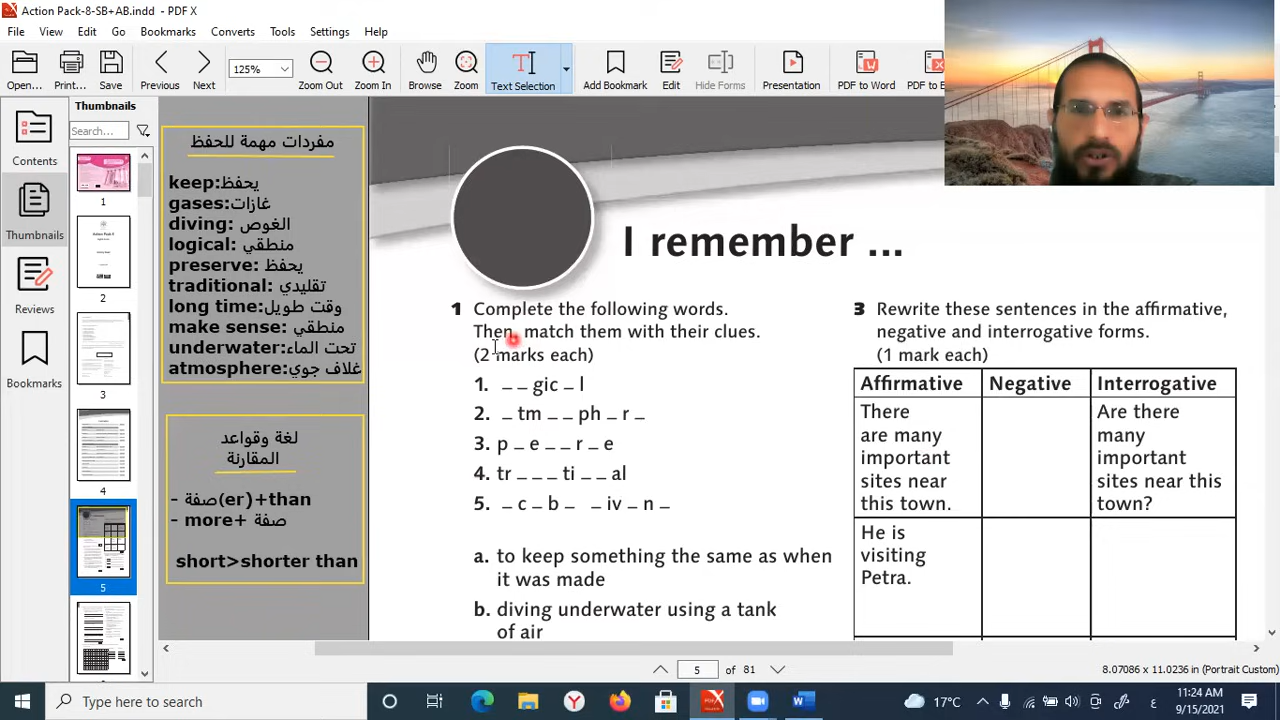 Action Pack-8-SB+AB.indd - PDF X
File View Edit Go Bookmarks Converts Tools Settings Help
Open... Print... Save Previous Next 125% Zoom Out Zoom In Browse Zoom Text Selection Add Bookmark Edit Hide Forms Presentation PDF to Word PDF to E
Contents
Thumbnails
Reviews
Bookmarks
Thumbnails
Search...
1
2
3
4
5
مفردات مهمة للحفظ
keep:يحفظ
gases:غازات
diving: الغوص
logical: منطقي
preserve: يحفظ
traditional: تقليدي
long time:وقت طويل
make sense: منطقي
underwater:تحت الماء
atmosphere:غلاف جوي
لغة وقواعد
المقارنة
- صفة(er)+than
- more+ صفة
short>shorter than
I remember ...
1 Complete the following words.
Then, match them with their clues.
(2 marks each)
1. _ _ gic _ l
2. _ tm _ _ ph _ r _
3. p _ e _ _ r _ e
4. tr _ _ _ ti _ _ al
5. _ c _ b _ _ iv _ n _
a. to keep something the same as when
it was made
b. diving underwater using a tank
of air
3 Rewrite these sentences in the affirmative,
negative and interrogative forms.
(1 mark each)
Affirmative Negative Interrogative
There
are many
important
sites near
this town.
Are there
many
important
sites near this
town?
He is
visiting
Petra.
5 of 81
8.07086 x 11.0236 in (Portrait Custom)
Type here to search
17°C
ع
11:24 AM
9/15/2021